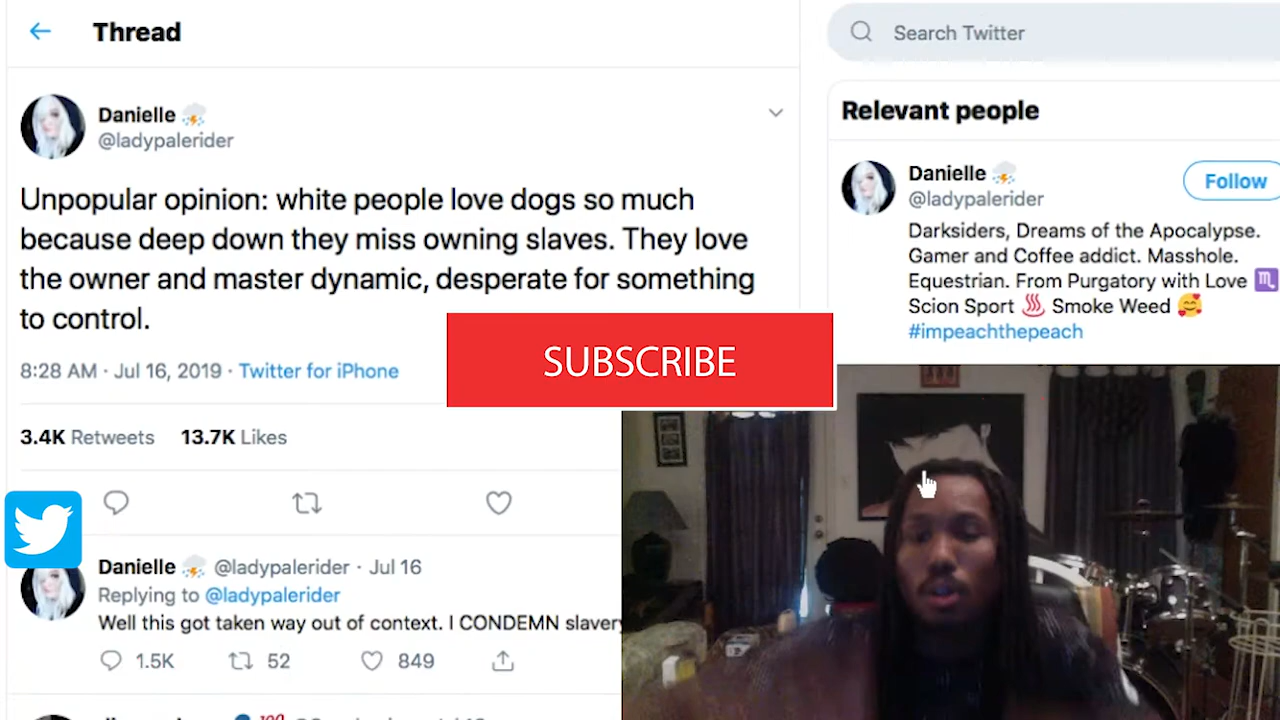 Thread
Search Twitter
Danielle
@ladypalerider
Unpopular opinion: white people love dogs so much
because deep down they miss owning slaves. They love
the owner and master dynamic, desperate for something
to control.
8:28 AM · Jul 16, 2019 · Twitter for iPhone
3.4K Retweets 13.7K Likes
Danielle @ladypalerider · Jul 16
Replying to @ladypalerider
Well this got taken way out of context. I CONDEMN slavery
1.5K 52 849
Relevant people
Danielle
@ladypalerider
Follow
Darksiders, Dreams of the Apocalypse.
Gamer and Coffee addict. Masshole.
Equestrian. From Purgatory with Love
Scion Sport Smoke Weed
#impeachthepeach
SUBSCRIBE